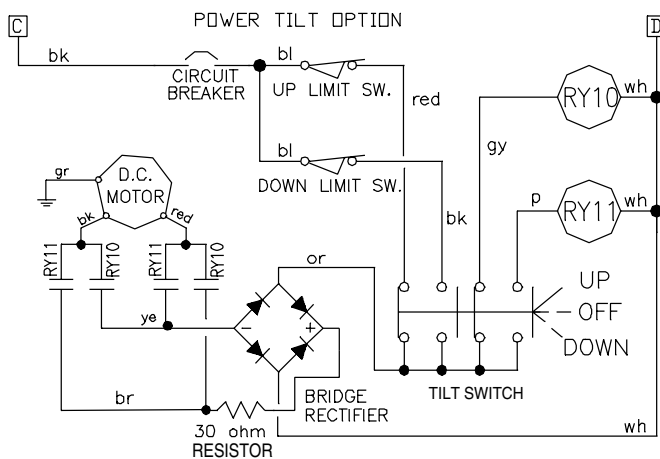 POWER TILT OPTION
C
D
bk
bl
CIRCUIT
BREAKER
UP LIMIT SW.
red
RY10
wh
gy
bl
DOWN LIMIT SW.
bk
p
RY11
wh
gr
D.C.
MOTOR
bk
red
RY11
RY10
RY11
RY10
or
ye
-
+
UP
OFF
DOWN
TILT SWITCH
br
BRIDGE
RECTIFIER
30 ohm
RESISTOR
wh